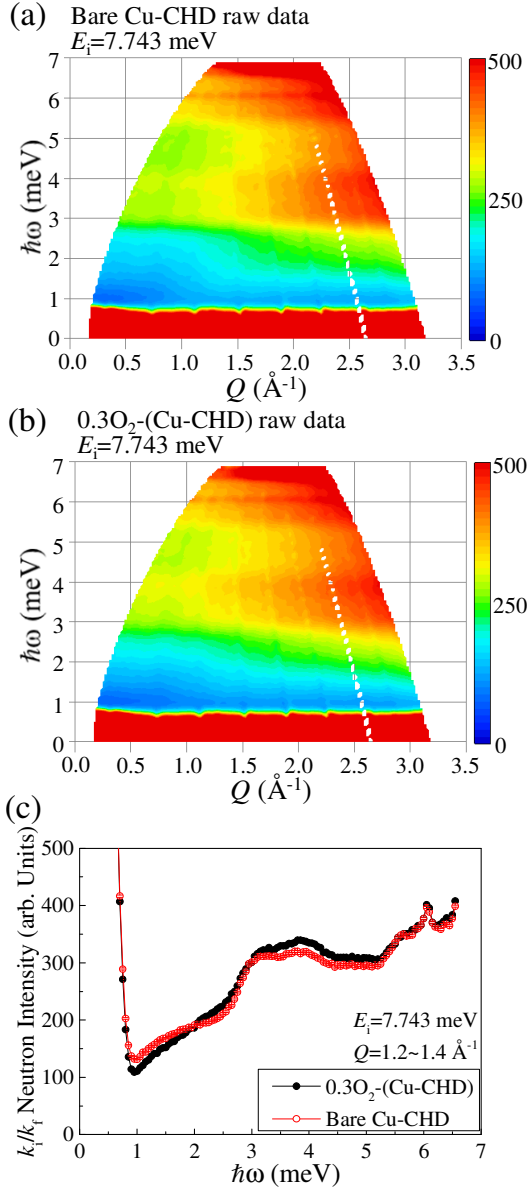 (a) Bare Cu-CHD raw data
E_i=7.743 meV
7
6
5
4
3
2
1
0
ħω (meV)
0.0 0.5 1.0 1.5 2.0 2.5 3.0 3.5
Q (Å⁻¹)
500
250
0
(b) 0.3O₂-(Cu-CHD) raw data
E_i=7.743 meV
7
6
5
4
3
2
1
0
ħω (meV)
0.0 0.5 1.0 1.5 2.0 2.5 3.0 3.5
Q (Å⁻¹)
500
250
0
(c)
k_i/k_f Neutron Intensity (arb. Units)
500
400
300
200
100
0
E_i=7.743 meV
Q=1.2~1.4 Å⁻¹
0.3O₂-(Cu-CHD)
Bare Cu-CHD
0 1 2 3 4 5 6 7
ħω (meV)